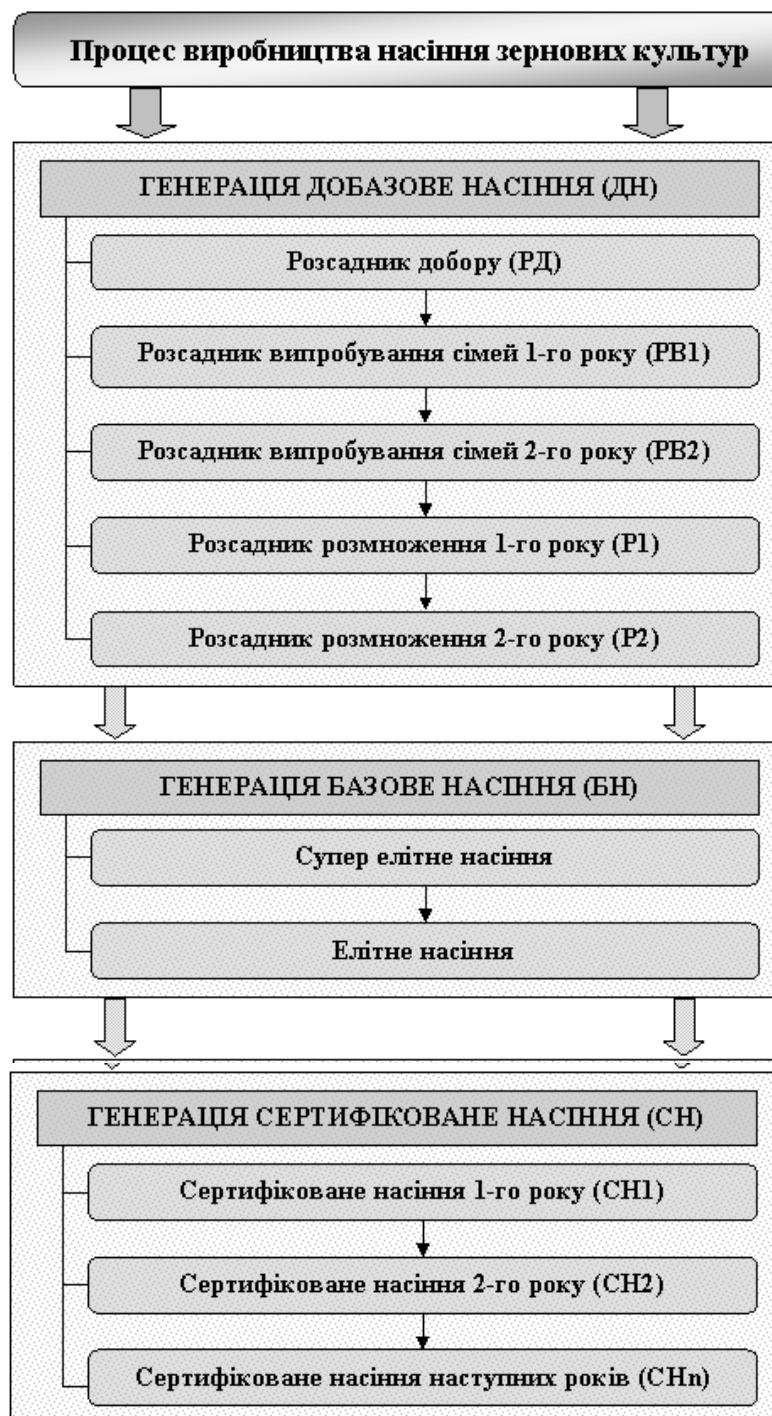 Процес виробництва насіння зернових культур
ГЕНЕРАЦІЯ ДОБАЗОВЕ НАСІННЯ (ДН)
Розсадник добору (РД)
Розсадник випробування сімей 1-го року (РВ1)
Розсадник випробування сімей 2-го року (РВ2)
Розсадник розмноження 1-го року (Р1)
Розсадник розмноження 2-го року (Р2)
ГЕНЕРАЦІЯ БАЗОВЕ НАСІННЯ (БН)
Супер елітне насіння
Елітне насіння
ГЕНЕРАЦІЯ СЕРТИФІКОВАНЕ НАСІННЯ (СН)
Сертифіковане насіння 1-го року (СН1)
Сертифіковане насіння 2-го року (СН2)
Сертифіковане насіння наступних років (СНn)